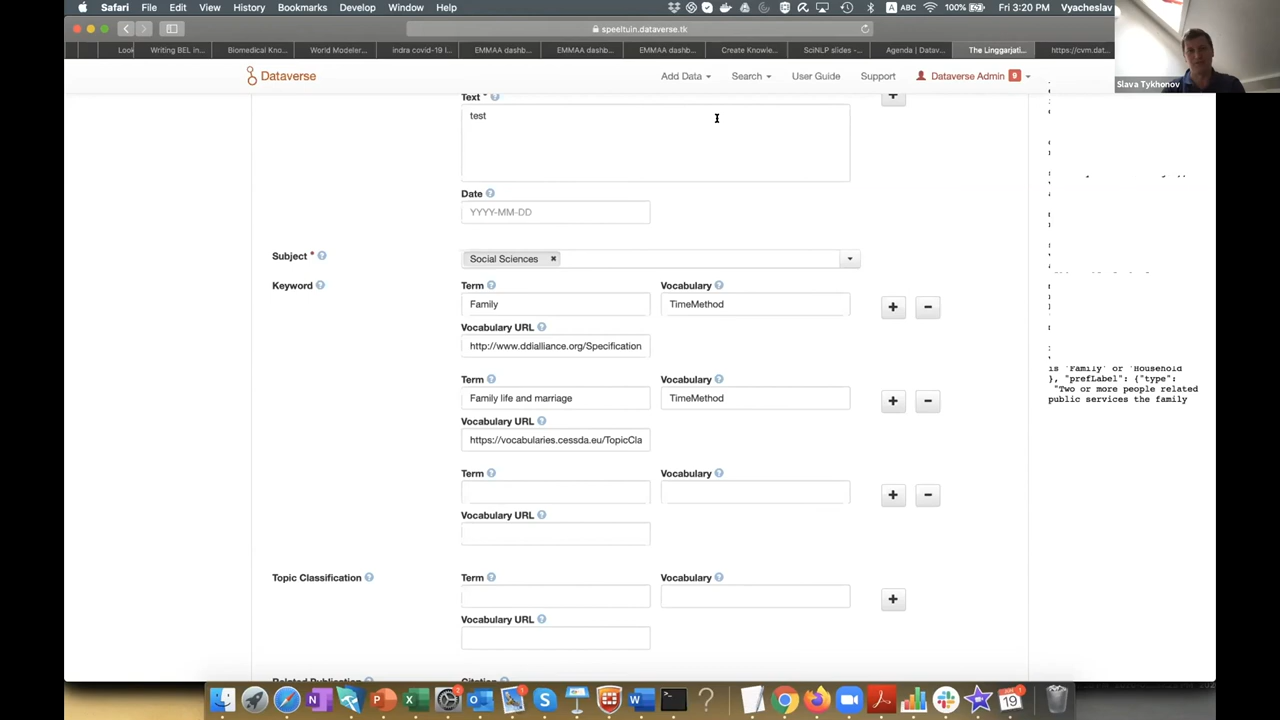 Safari File Edit View History Bookmarks Develop Window Help ABC 100% Fri 3:20 PM Vyacheslav
speeltuin.dataverse.tk
Look Writing BEL in... Biomedical Kno... World Modeler... indra covid-19 l... EMMAA dashb... EMMAA dashb... EMMAA dashb... Create Knowle... SciNLP slides -... Agenda | Datav... The Linggarjati... https://cvm.dat...
Slava Tykhonov
Dataverse Add Data Search User Guide Support Dataverse Admin 9
Text *
test
Date
YYYY-MM-DD
Subject * Social Sciences
Keyword Term Vocabulary
Family TimeMethod
Vocabulary URL
http://www.ddialliance.org/Specification
is 'Family' or 'Household
}, "prefLabel": {"type":
"Two or more people related
public services the family
Term Vocabulary
Family life and marriage TimeMethod
Vocabulary URL
https://vocabularies.cessda.eu/TopicCla
Term Vocabulary
Vocabulary URL
Topic Classification Term Vocabulary
Vocabulary URL
Related Publication Citation